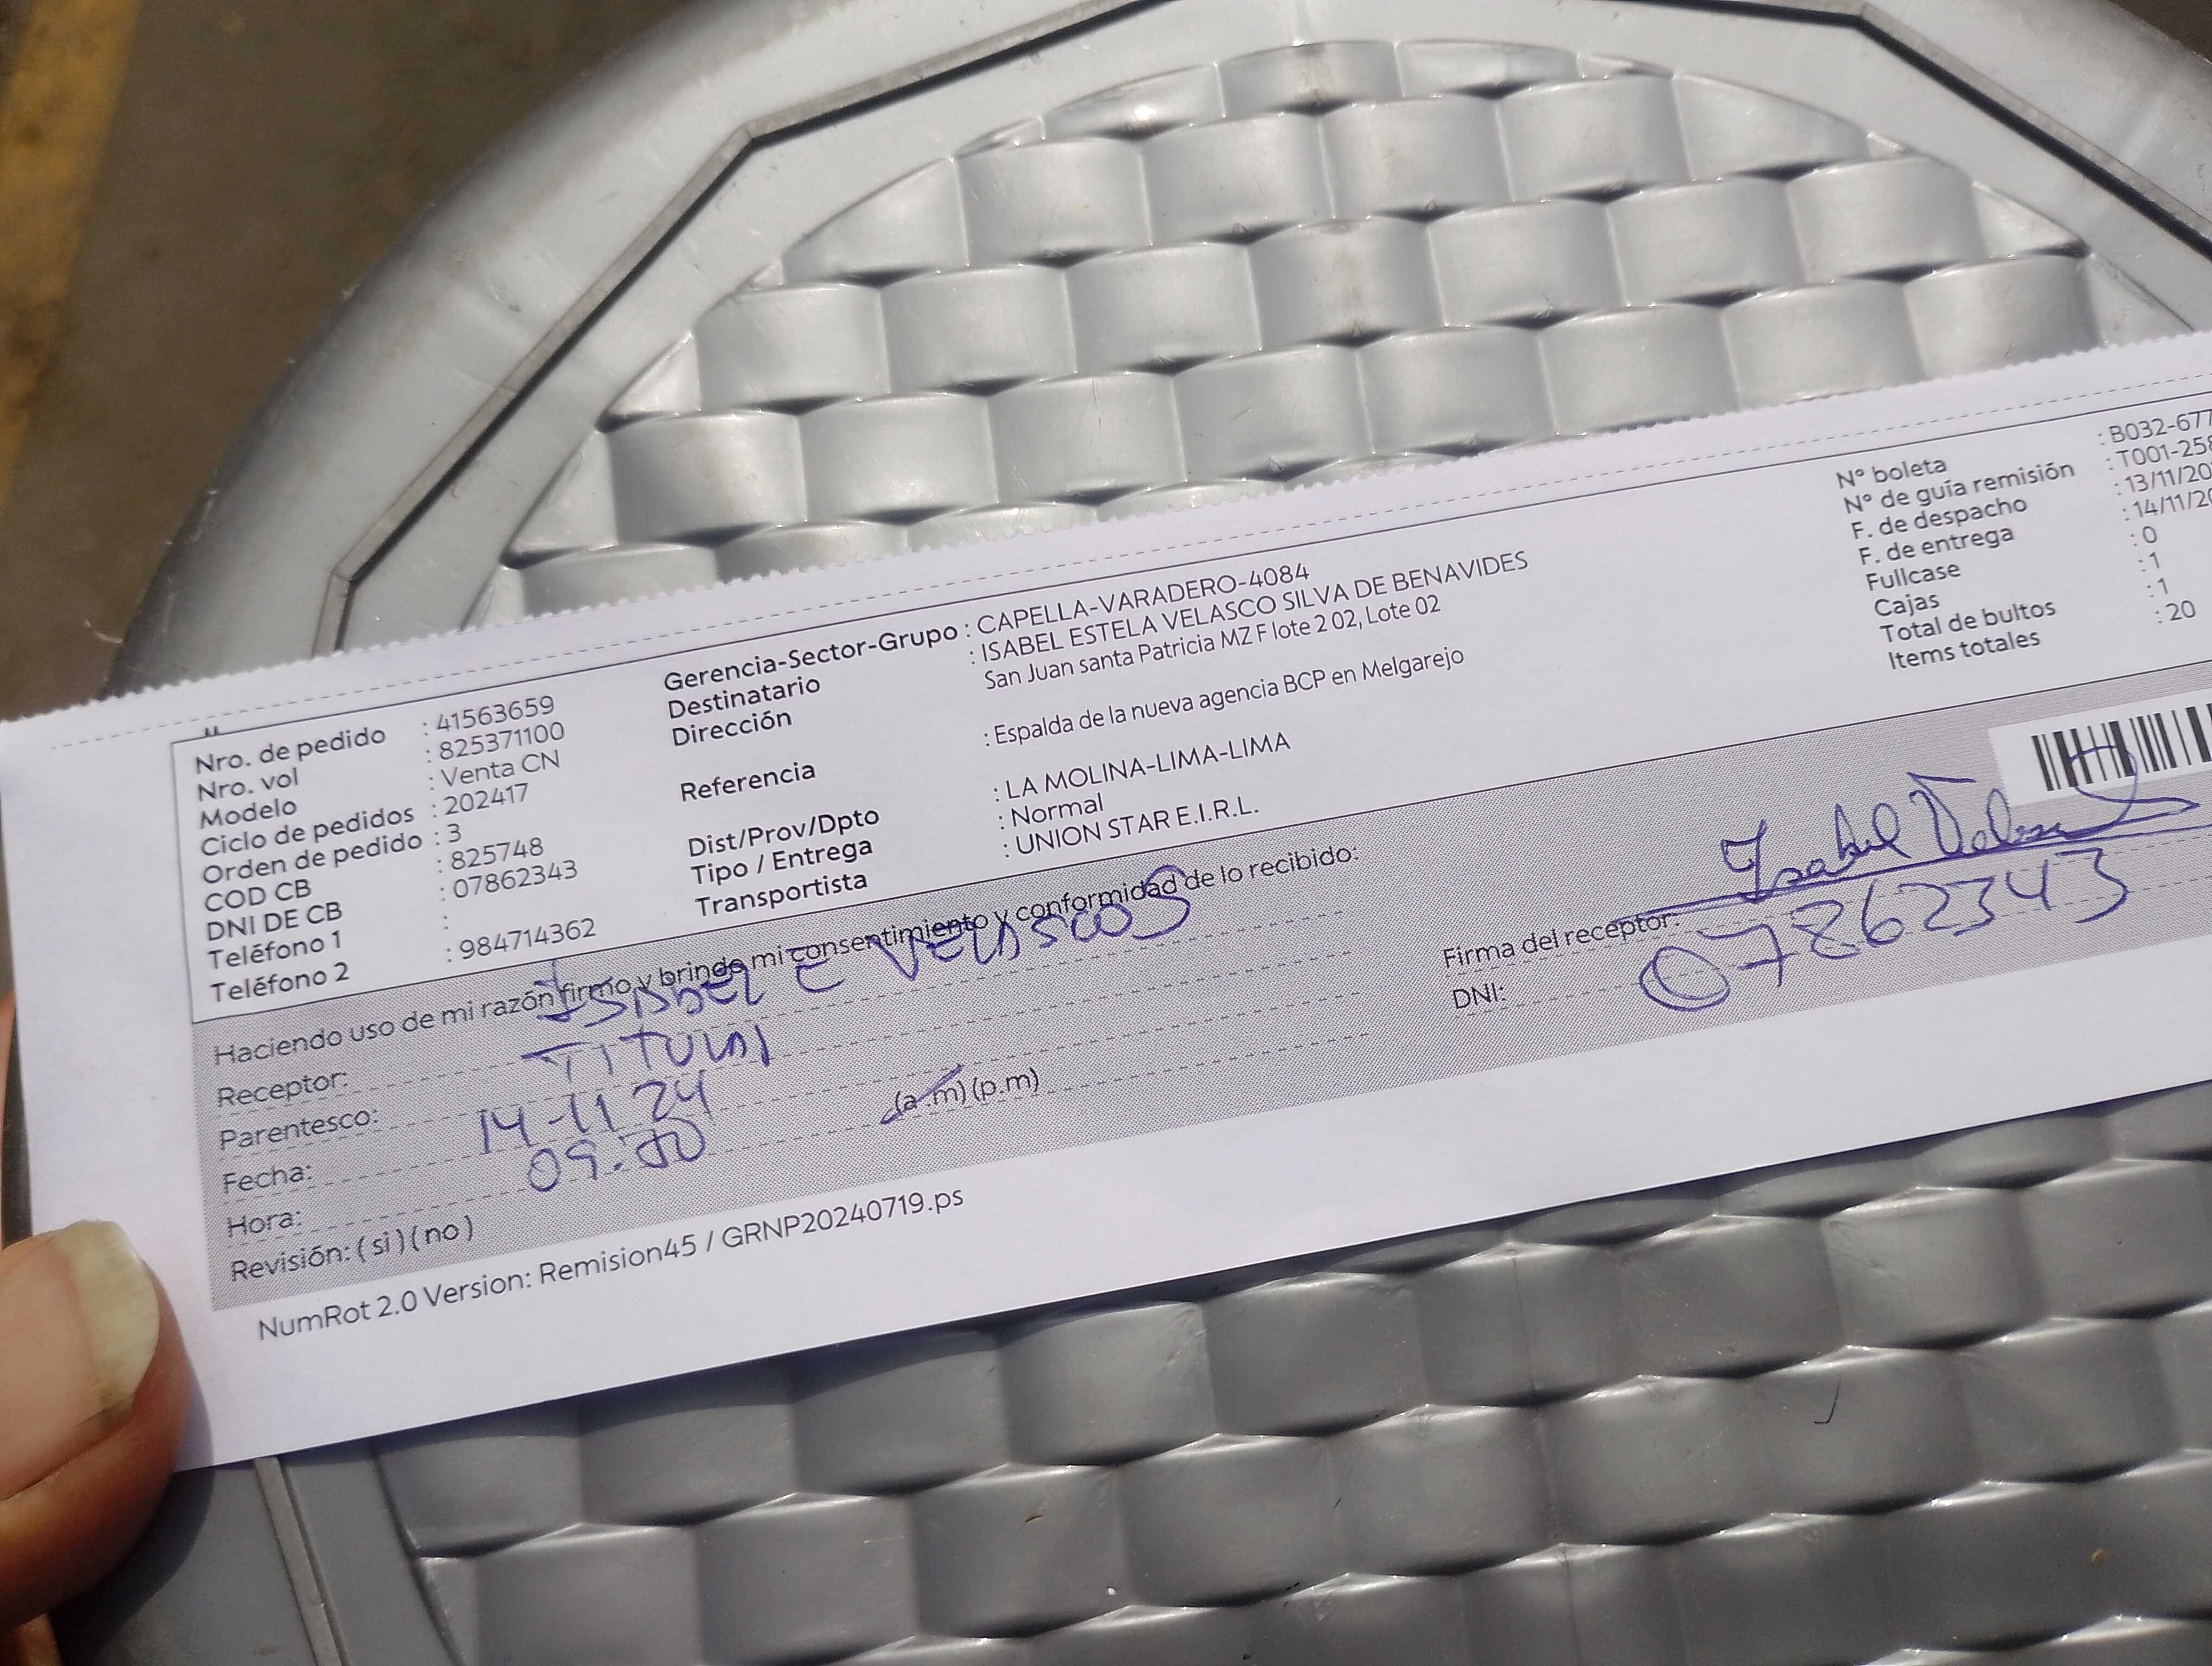 Nro. de pedido : 41563659
Nro. vol : 825371100
Modelo : Venta CN
Ciclo de pedidos : 202417
Orden de pedido : 3
COD CB : 825748
DNI DE CB : 07862343
Teléfono 1 :
Teléfono 2 : 984714362
Gerencia-Sector-Grupo : CAPELLA-VARADERO-4084
Destinatario : ISABEL ESTELA VELASCO SILVA DE BENAVIDES
Dirección San Juan santa Patricia MZ F lote 2 02, Lote 02
Referencia : Espalda de la nueva agencia BCP en Melgarejo
Dist/Prov/Dpto : LA MOLINA-LIMA-LIMA
Tipo / Entrega : Normal
Transportista : UNION STAR E.I.R.L.
N° boleta : B032-677
N° de guía remisión : T001-258
F. de despacho : 13/11/20
F. de entrega : 14/11/20
Fullcase : 0
Cajas : 1
Total de bultos : 1
Items totales : 20
Haciendo uso de mi razón firmo y brindo mi consentimiento y conformidad de lo recibido:
Receptor: ISABEL E VELASCO S
Parentesco: TITULAR
Fecha: 14-11 24
Hora: 09:00 (a.m) (p.m)
Revisión: ( si ) ( no )
Firma del receptor: Isabel
DNI: 07862343
NumRot 2.0 Version: Remision45 / GRNP20240719.ps